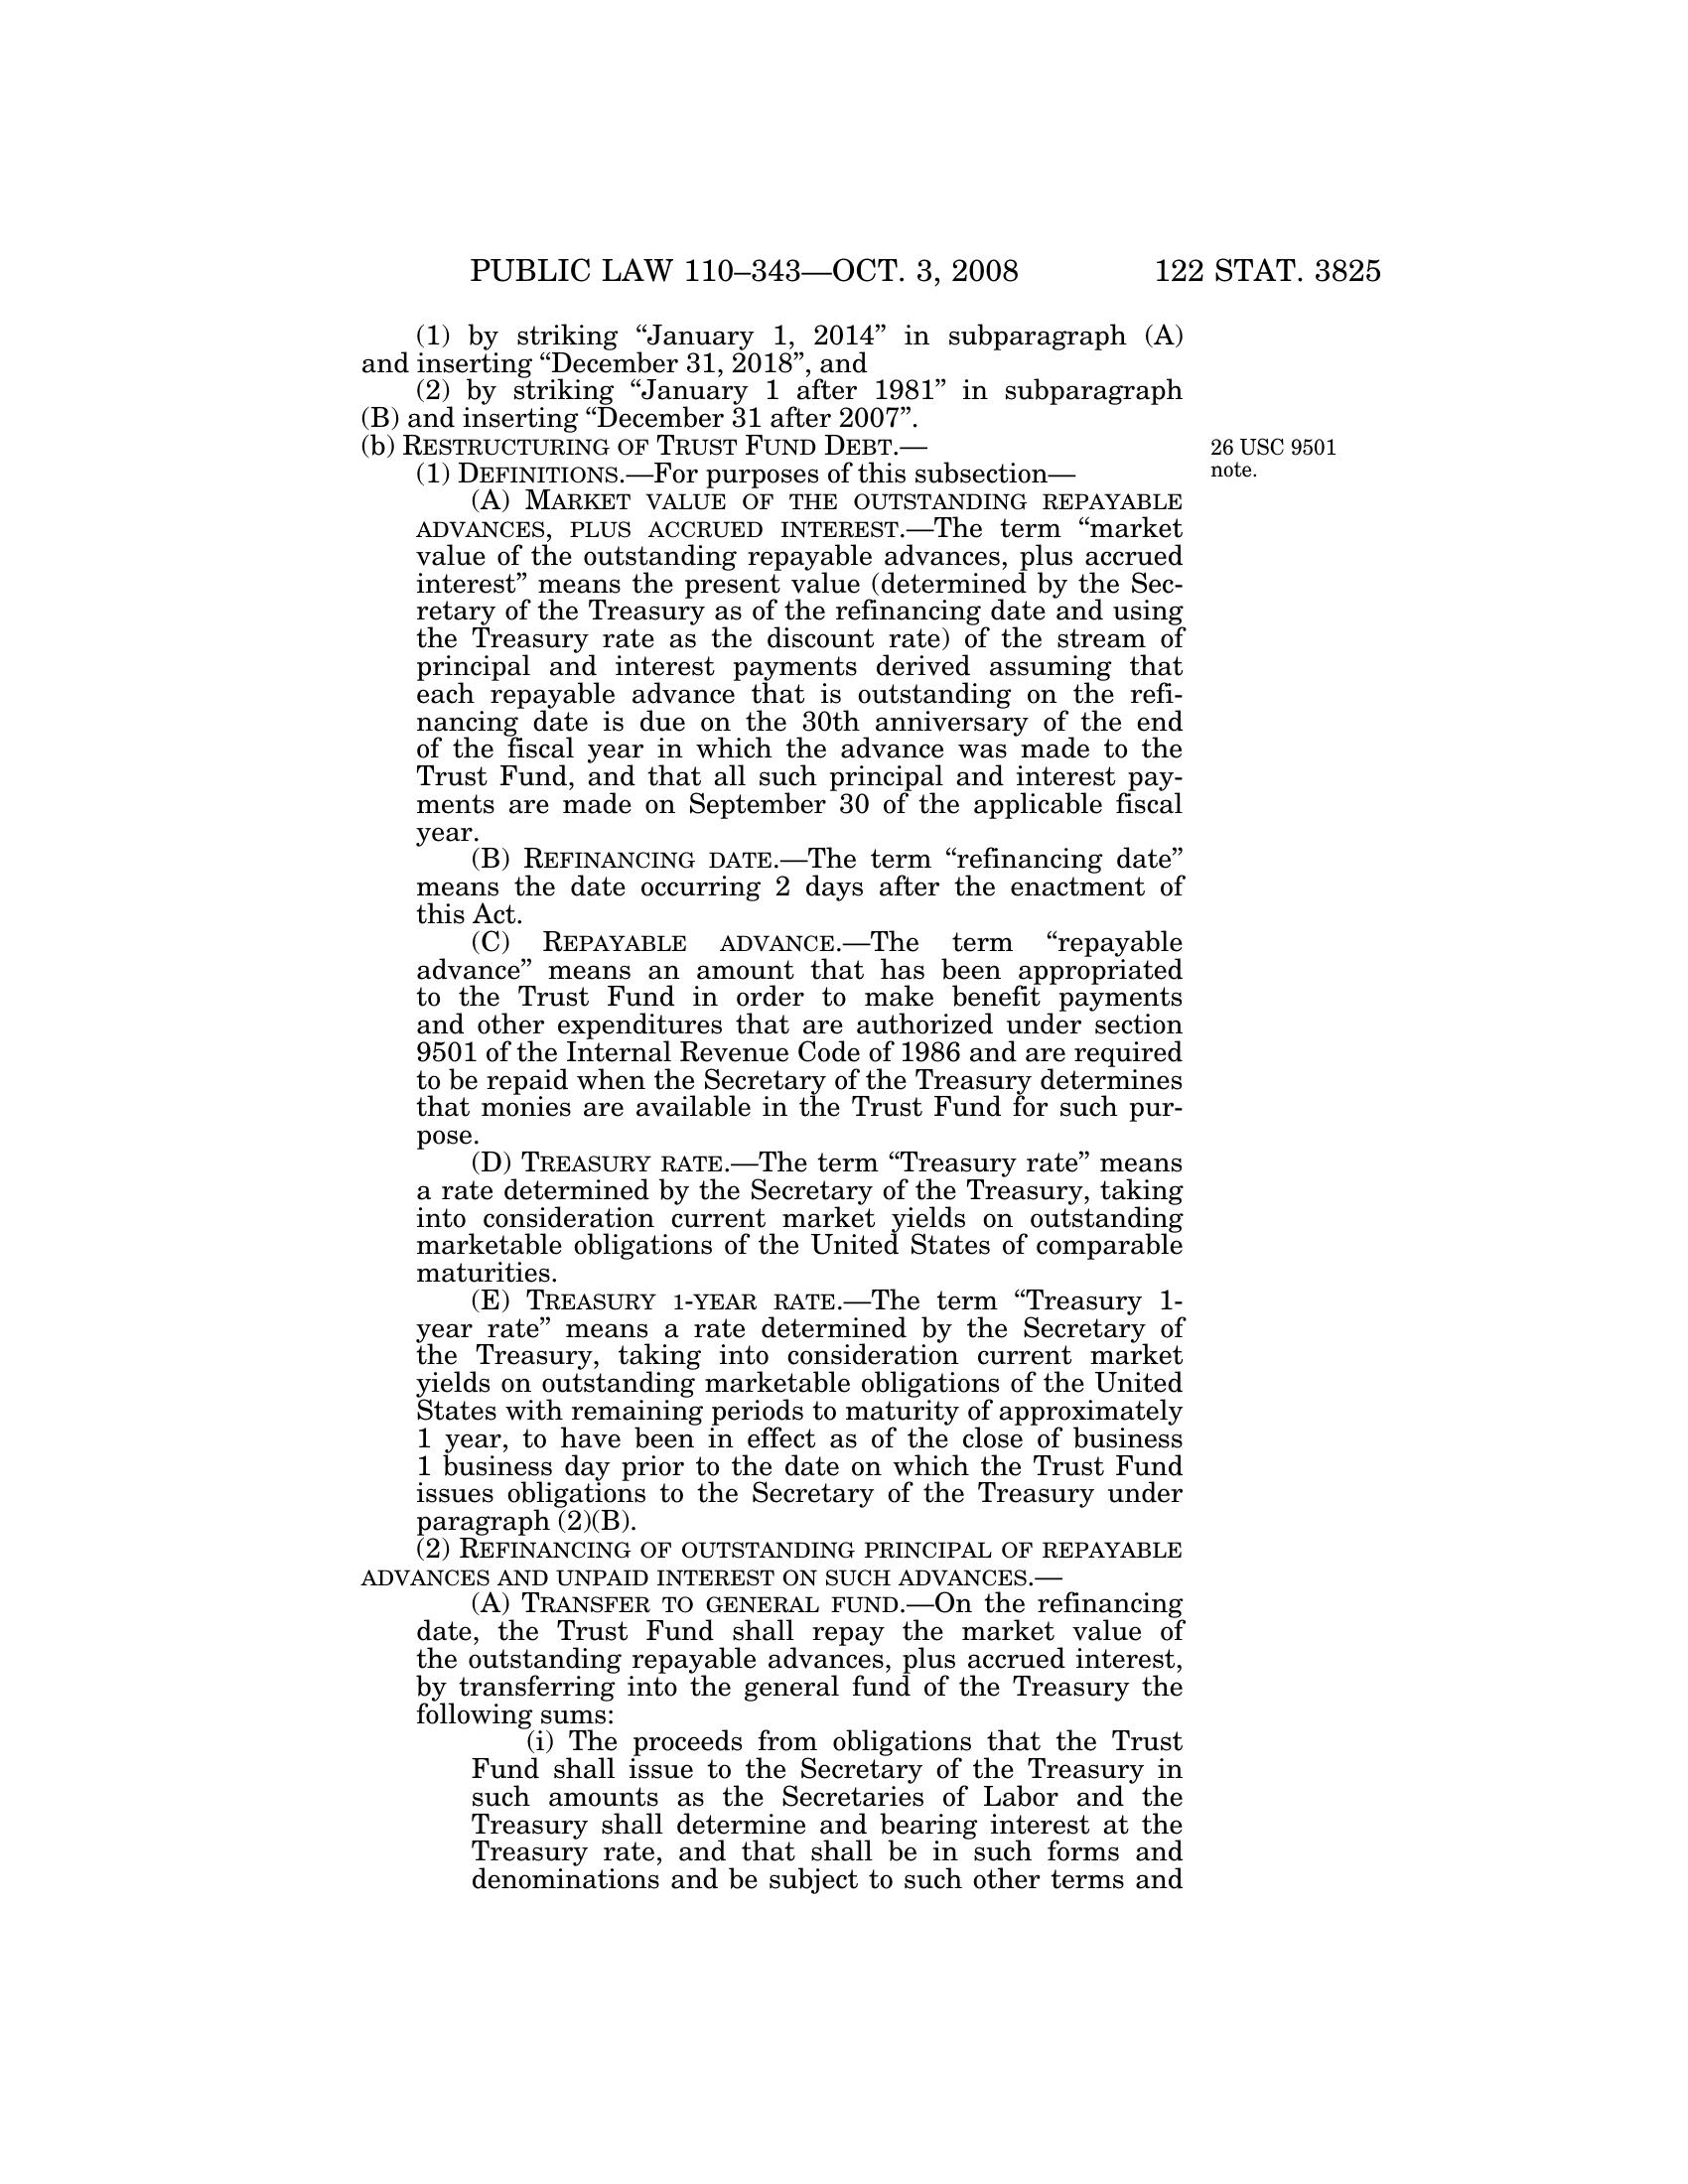 PUBLIC LAW 110–343—OCT. 3, 2008 122 STAT. 3825
(1) by striking “January 1, 2014” in subparagraph (A)
and inserting “December 31, 2018”, and
(2) by striking “January 1 after 1981” in subparagraph
(B) and inserting “December 31 after 2007”.
(b) RESTRUCTURING OF TRUST FUND DEBT.—
26 USC 9501
note.
(1) DEFINITIONS.—For purposes of this subsection—
(A) MARKET VALUE OF THE OUTSTANDING REPAYABLE
ADVANCES, PLUS ACCRUED INTEREST.—The term “market
value of the outstanding repayable advances, plus accrued
interest” means the present value (determined by the Sec-
retary of the Treasury as of the refinancing date and using
the Treasury rate as the discount rate) of the stream of
principal and interest payments derived assuming that
each repayable advance that is outstanding on the refi-
nancing date is due on the 30th anniversary of the end
of the fiscal year in which the advance was made to the
Trust Fund, and that all such principal and interest pay-
ments are made on September 30 of the applicable fiscal
year.
(B) REFINANCING DATE.—The term “refinancing date”
means the date occurring 2 days after the enactment of
this Act.
(C) REPAYABLE ADVANCE.—The term “repayable
advance” means an amount that has been appropriated
to the Trust Fund in order to make benefit payments
and other expenditures that are authorized under section
9501 of the Internal Revenue Code of 1986 and are required
to be repaid when the Secretary of the Treasury determines
that monies are available in the Trust Fund for such pur-
pose.
(D) TREASURY RATE.—The term “Treasury rate” means
a rate determined by the Secretary of the Treasury, taking
into consideration current market yields on outstanding
marketable obligations of the United States of comparable
maturities.
(E) TREASURY 1-YEAR RATE.—The term “Treasury 1-
year rate” means a rate determined by the Secretary of
the Treasury, taking into consideration current market
yields on outstanding marketable obligations of the United
States with remaining periods to maturity of approximately
1 year, to have been in effect as of the close of business
1 business day prior to the date on which the Trust Fund
issues obligations to the Secretary of the Treasury under
paragraph (2)(B).
(2) REFINANCING OF OUTSTANDING PRINCIPAL OF REPAYABLE
ADVANCES AND UNPAID INTEREST ON SUCH ADVANCES.—
(A) TRANSFER TO GENERAL FUND.—On the refinancing
date, the Trust Fund shall repay the market value of
the outstanding repayable advances, plus accrued interest,
by transferring into the general fund of the Treasury the
following sums:
(i) The proceeds from obligations that the Trust
Fund shall issue to the Secretary of the Treasury in
such amounts as the Secretaries of Labor and the
Treasury shall determine and bearing interest at the
Treasury rate, and that shall be in such forms and
denominations and be subject to such other terms and